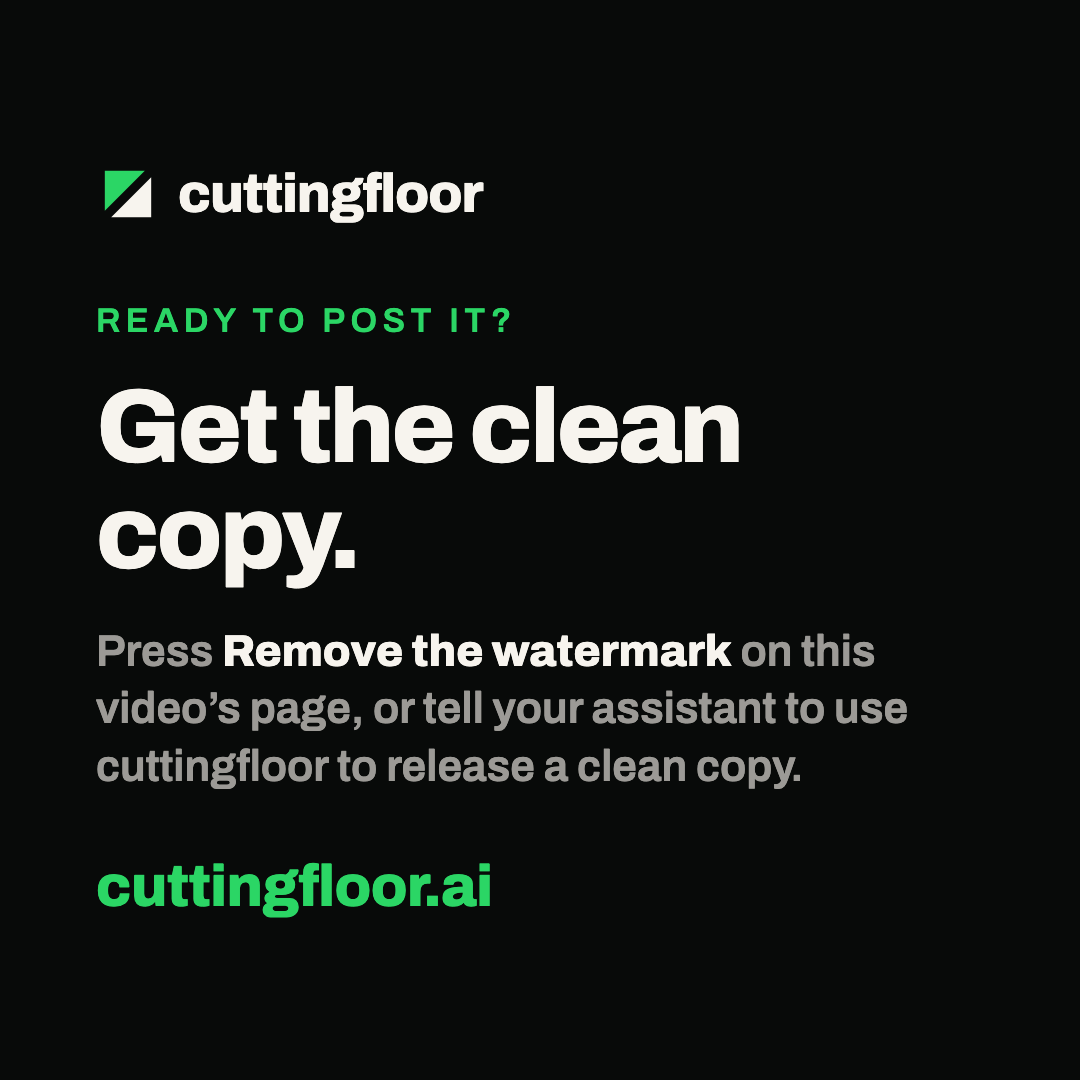 cuttingfloor
READY TO POST IT?
Get the clean
copy.
Press Remove the watermark on this
video’s page, or tell your assistant to use
cuttingfloor to release a clean copy.
cuttingfloor.ai